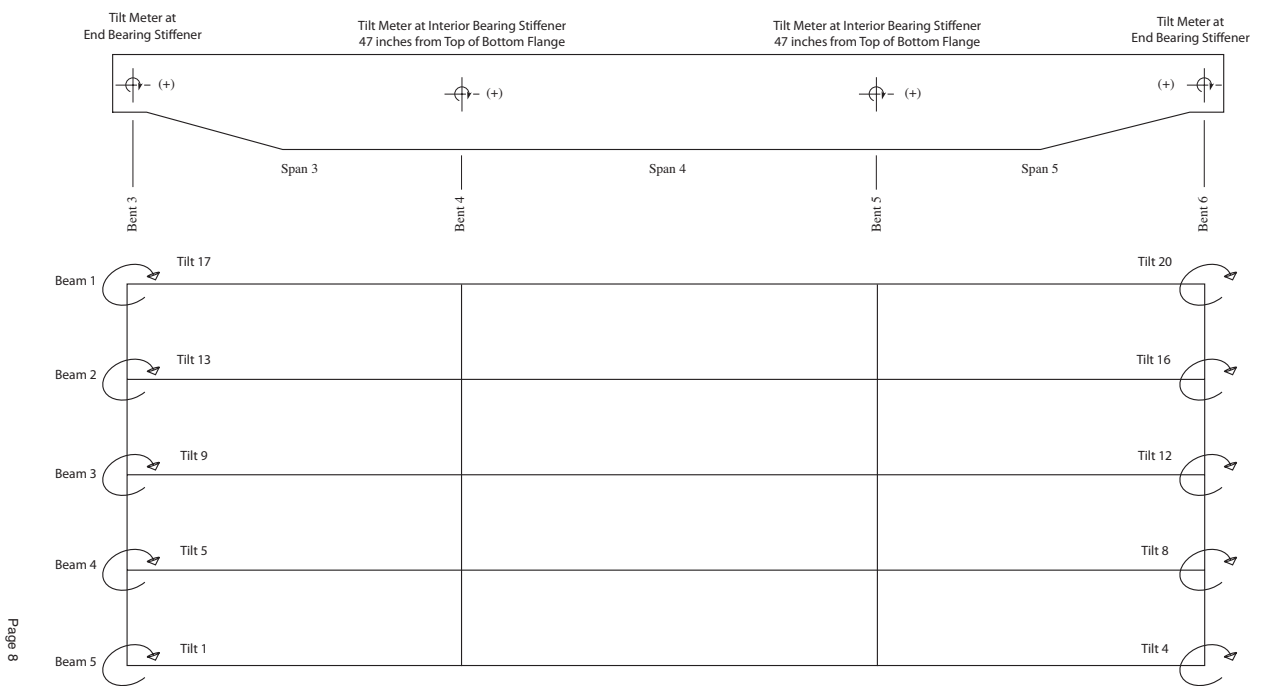 Tilt Meter at
End Bearing Stiffener
Tilt Meter at Interior Bearing Stiffener
47 inches from Top of Bottom Flange
Tilt Meter at Interior Bearing Stiffener
47 inches from Top of Bottom Flange
Tilt Meter at
End Bearing Stiffener
(+)
(+)
(+)
(+)
Span 3
Span 4
Span 5
Bent 3
Bent 4
Bent 5
Bent 6
Beam 1
Tilt 17
Tilt 20
Beam 2
Tilt 13
Tilt 16
Beam 3
Tilt 9
Tilt 12
Beam 4
Tilt 5
Tilt 8
Beam 5
Tilt 1
Tilt 4
Page 8